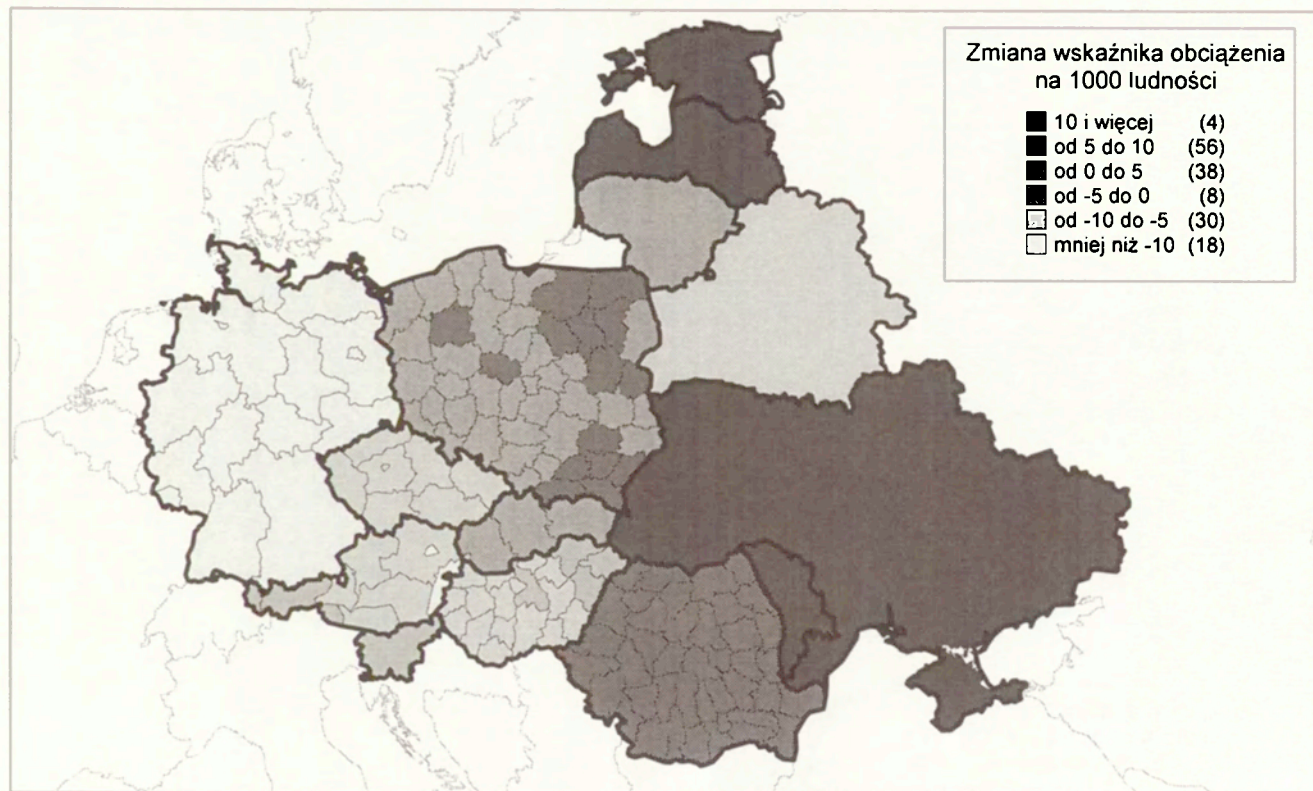 Zmiana wskaźnika obciążenia
na 1000 ludności
10 i więcej (4)
od 5 do 10 (56)
od 0 do 5 (38)
od -5 do 0 (8)
od -10 do -5 (30)
mniej niż -10 (18)